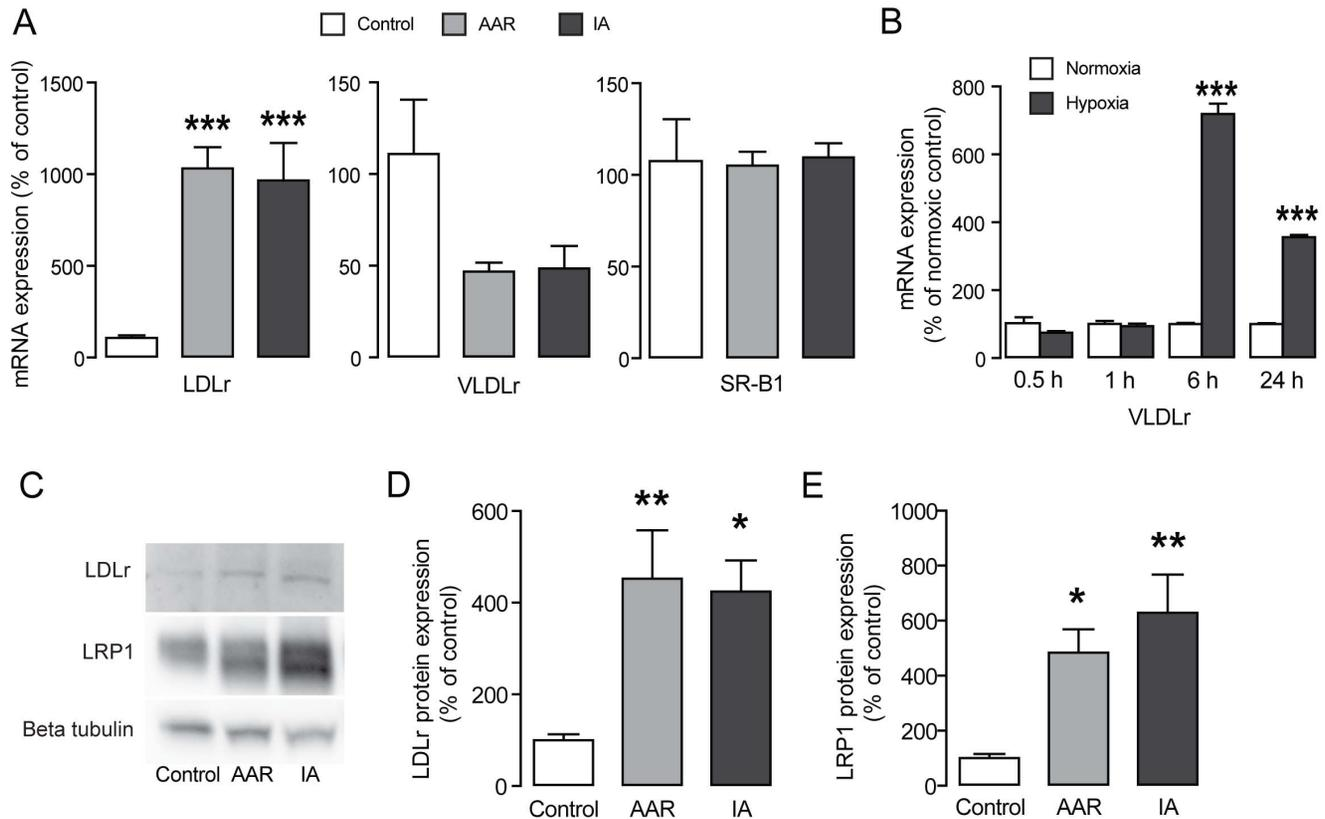 A
Control AAR IA
mRNA expression (% of control)
1500
1000
500
0
*** ***
LDLr
150
100
50
0
VLDLr
150
100
50
0
SR-B1
B
Normoxia
Hypoxia
mRNA expression
(% of normoxic control)
800
600
400
200
0
***
***
0.5 h 1 h 6 h 24 h
VLDLr
C
LDLr
LRP1
Beta tubulin
Control AAR IA
D
LDLr protein expression
(% of control)
600
400
200
0
**
*
Control AAR IA
E
LRP1 protein expression
(% of control)
1000
800
600
400
200
0
*
**
Control AAR IA